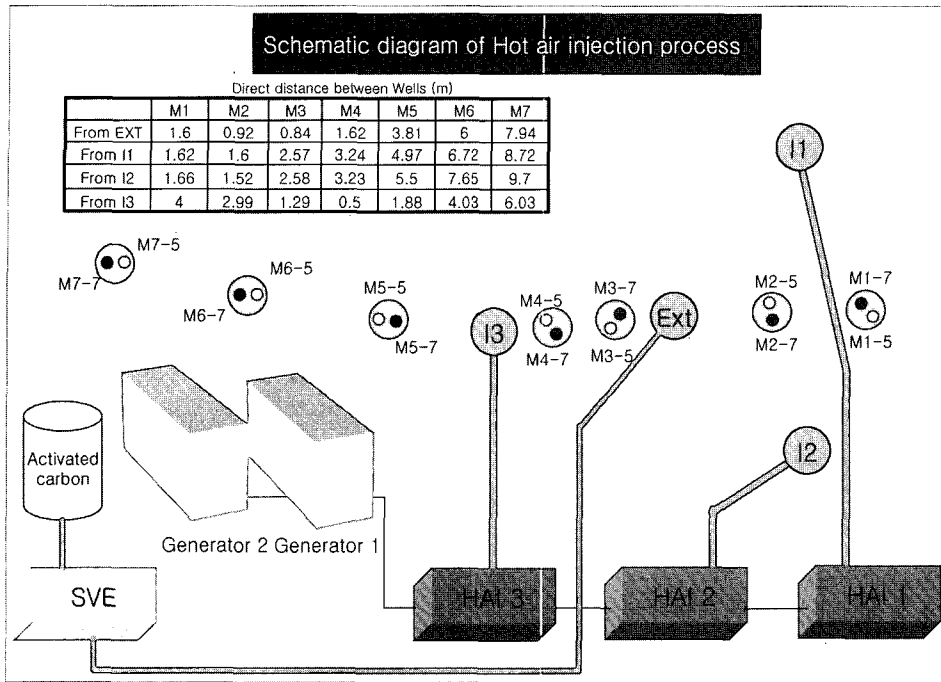 Schematic diagram of Hot air injection process
Direct distance between Wells (m)
M1 M2 M3 M4 M5 M6 M7
From EXT 1.6 0.92 0.84 1.62 3.81 6 7.94
From I1 1.62 1.6 2.57 3.24 4.97 6.72 8.72
From I2 1.66 1.52 2.58 3.23 5.5 7.65 9.7
From I3 4 2.99 1.29 0.5 1.88 4.03 6.03
I1
M7-5
M7-7
M6-5
M6-7
M5-5
M5-7
I3
M4-5
M4-7
M3-7
M3-5
Ext
M2-5
M2-7
M1-7
M1-5
I2
Activated
carbon
Generator 2 Generator 1
SVE
HAI 3
HAI 2
HAI 1